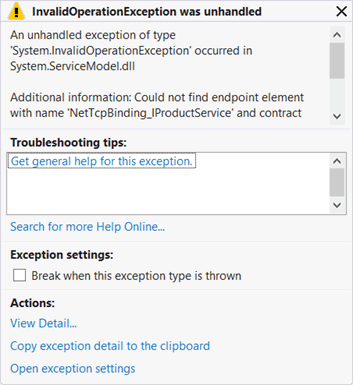 InvalidOperationException was unhandled
An unhandled exception of type
'System.InvalidOperationException' occurred in
System.ServiceModel.dll
Additional information: Could not find endpoint element
with name 'NetTcpBinding_IProductService' and contract
Troubleshooting tips:
Get general help for this exception.
Search for more Help Online...
Exception settings:
Break when this exception type is thrown
Actions:
View Detail...
Copy exception detail to the clipboard
Open exception settings